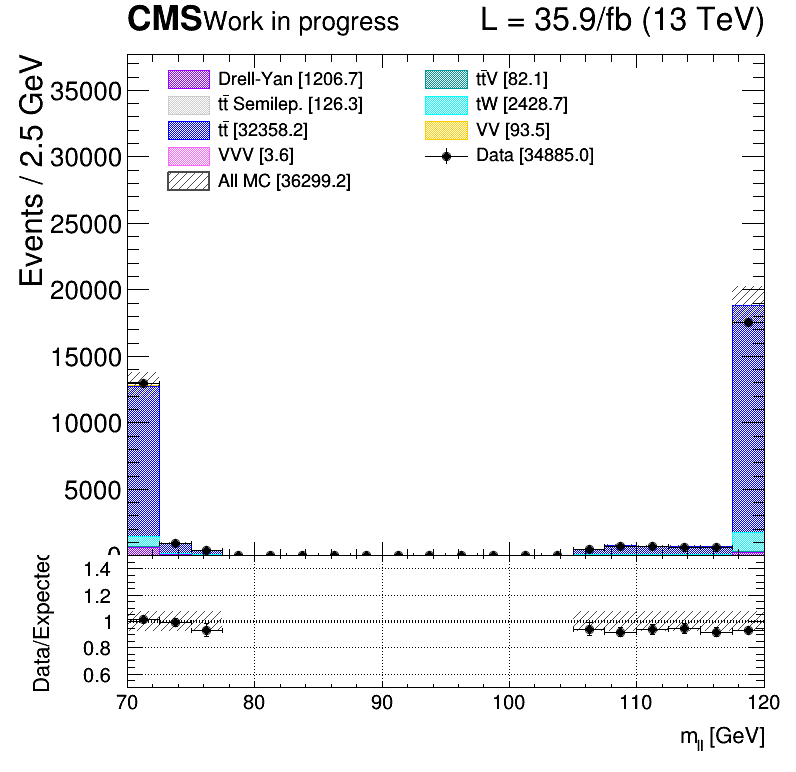 CMS Work in progress L = 35.9/fb (13 TeV)
Events / 2.5 GeV
35000
30000
25000
20000
15000
10000
5000
0
Drell-Yan [1206.7]
tt̄ Semilep. [126.3]
tt̄ [32358.2]
VVV [3.6]
All MC [36299.2]
tt̄V [82.1]
tW [2428.7]
VV [93.5]
Data [34885.0]
Data/Expected
1.4
1.2
1
0.8
0.6
70 80 90 100 110 120
m_ll [GeV]